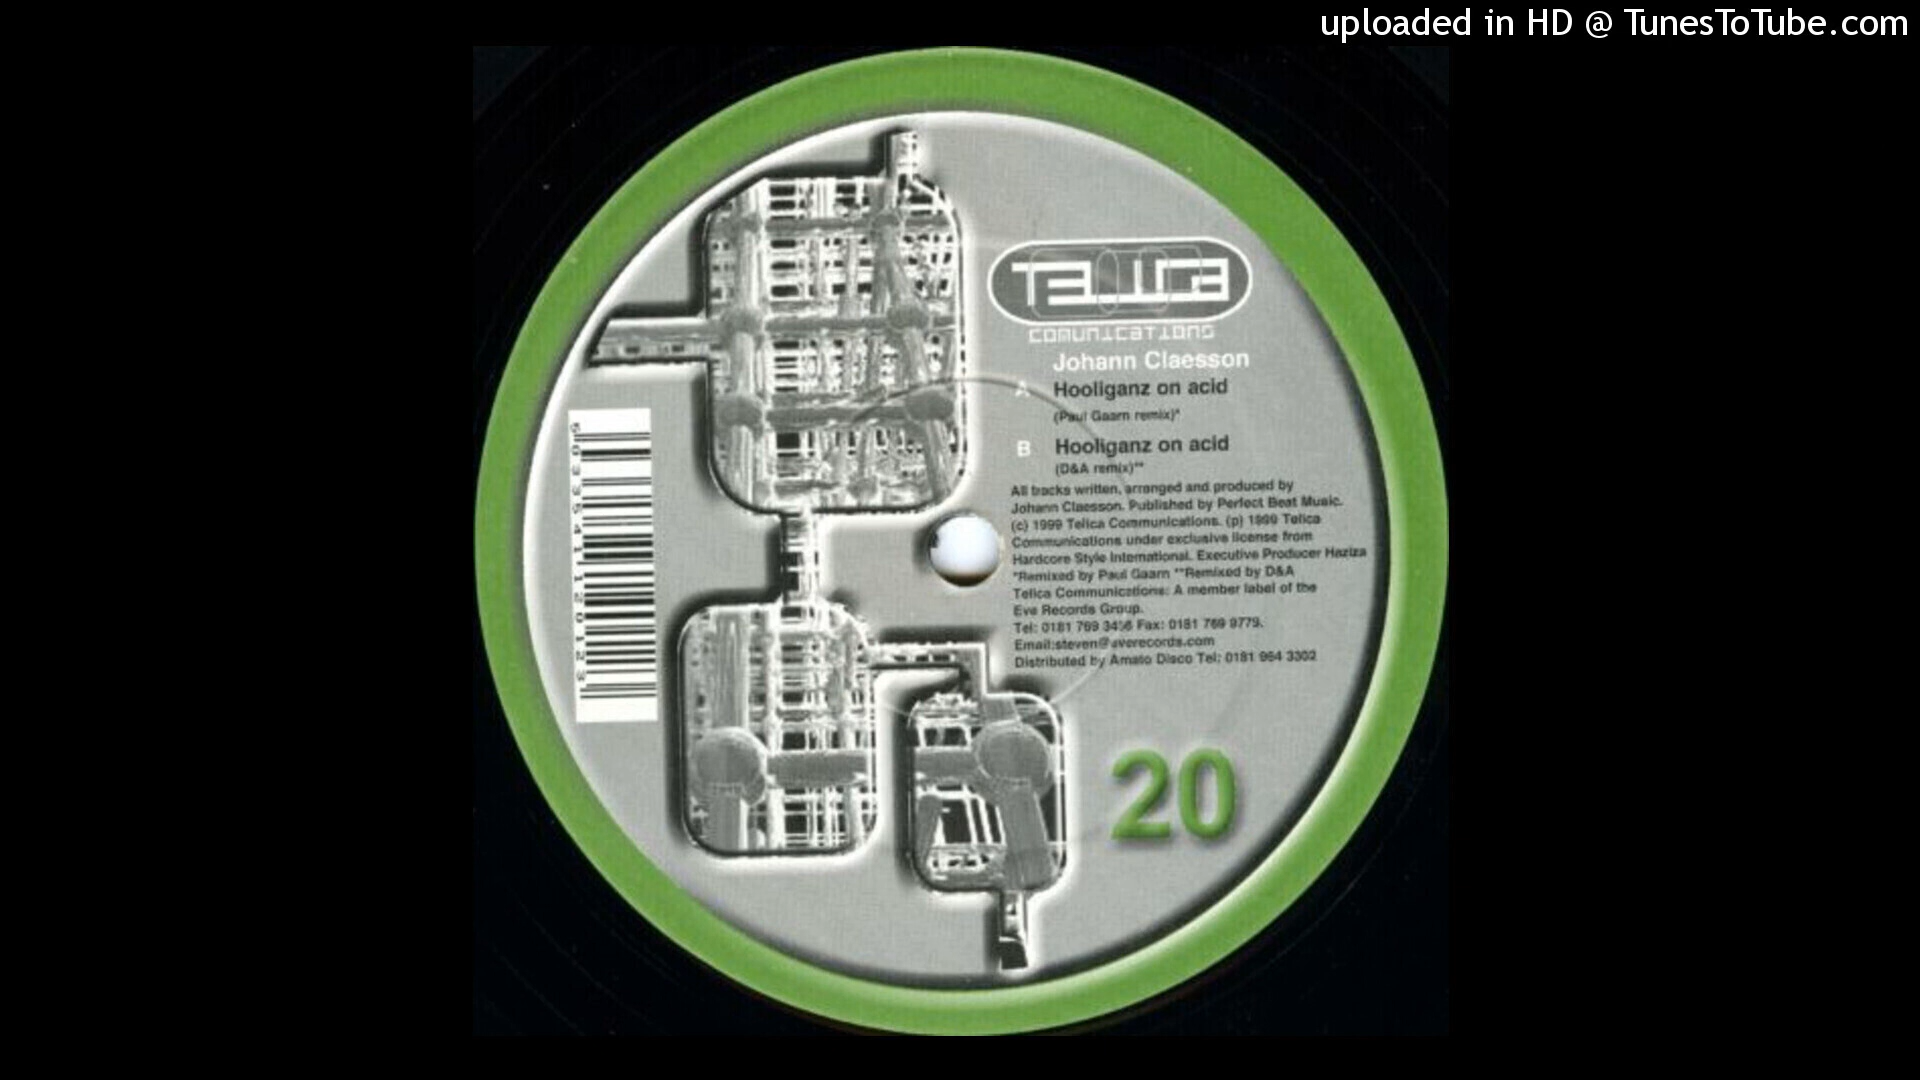 uploaded in HD @ TunesToTube.com
TELICA
COMUNICATIONS
Johann Claesson
A Hooliganz on acid
(Paul Gaarn remix)*
B Hooliganz on acid
(D&A remix)**
All tracks written, arranged and produced by
Johann Claesson. Published by Perfect Beat Music.
(c) 1999 Telica Communications. (p) 1999 Telica
Communications under exclusive license from
Hardcore Style International. Executive Producer Haziza
*Remixed by Paul Gaarn **Remixed by D&A
Telica Communications: A member label of the
Eve Records Group.
Tel: 0181 769 Fax: 0181 769 9779.
Email:steven@everecords.com
Distributed by Amato Disco Tel: 0181 964 3302
5 033541 120123
20